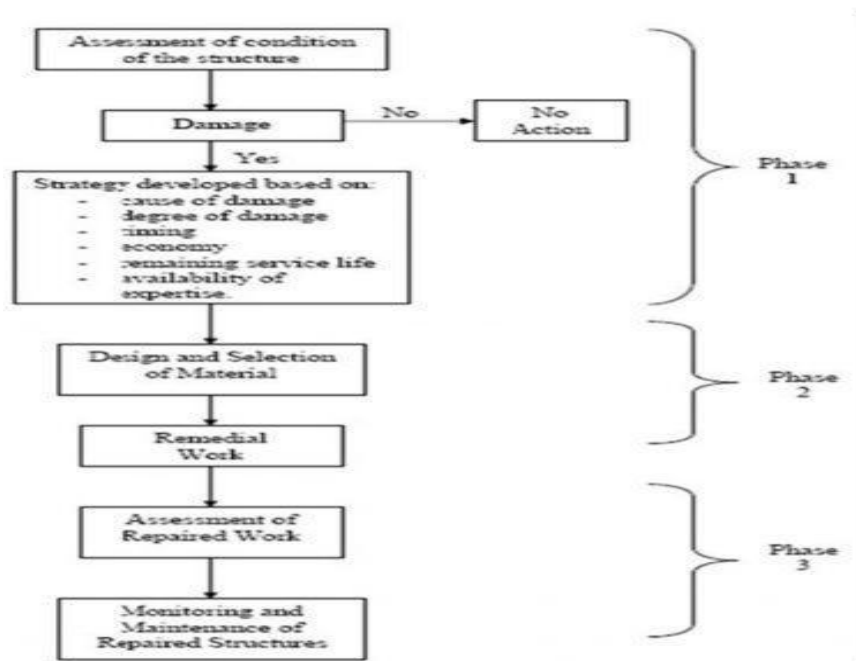 Assessment of condition
of the structure
Damage
No
No
Action
Yes
Strategy developed based on:
- cause of damage
- degree of damage
- timing
- economy
- remaining service life
- availability of
expertise.
Phase
1
Design and Selection
of Material
Remedial
Work
Phase
2
Assessment of
Repaired Work
Monitoring and
Maintenance of
Repaired Structures
Phase
3